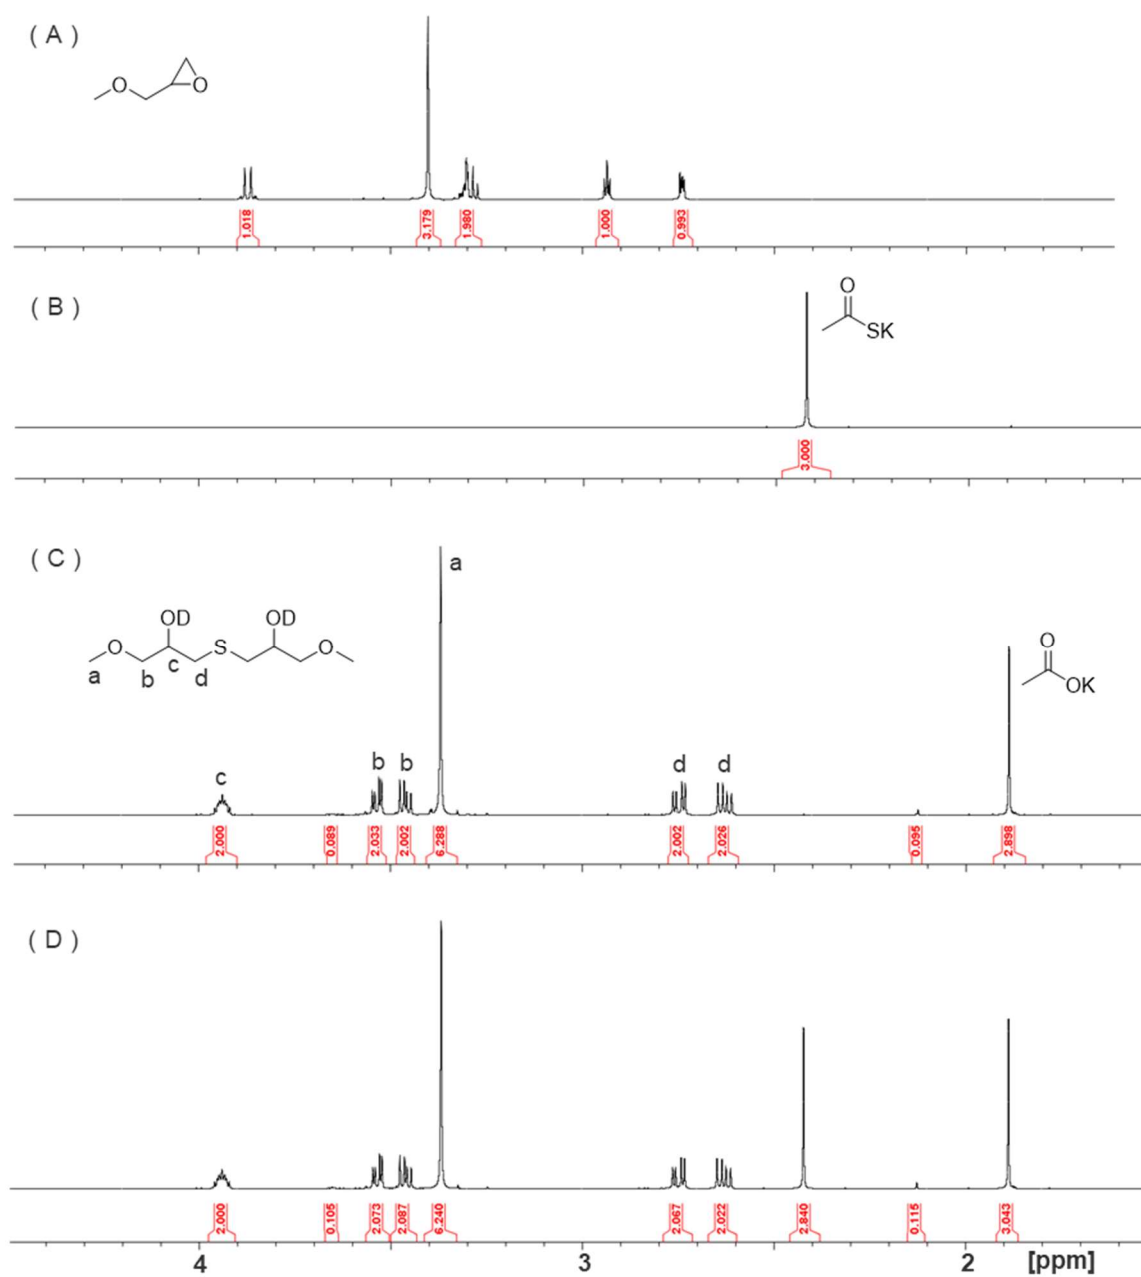 ( A )
O
O
1.018
3.179
1.980
1.000
0.993
( B )
O
SK
3.000
( C )
a
OD
OD
O
S
O
a
b
c
d
O
OK
c
b
b
d
d
2.000
0.089
2.033
2.002
6.288
2.002
2.026
0.095
2.898
( D )
2.000
0.105
2.073
2.087
6.240
2.067
2.022
2.840
0.115
3.043
4
3
2
[ppm]